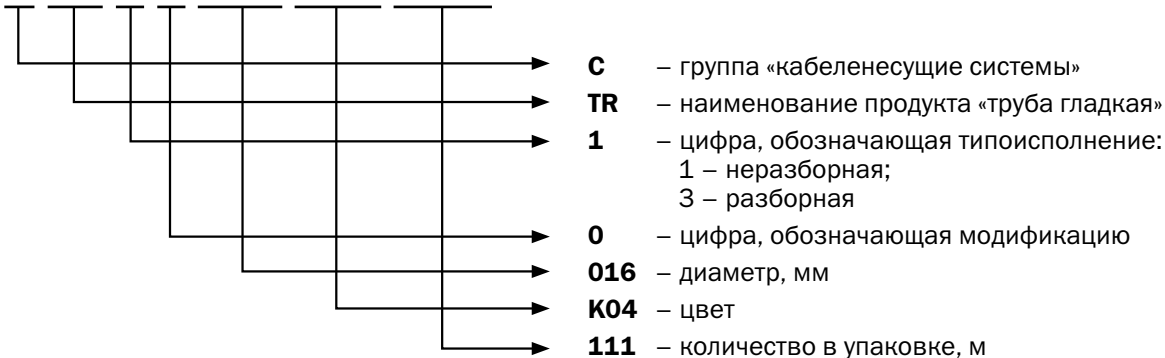 C – группа «кабеленесущие системы»
TR – наименование продукта «труба гладкая»
1 – цифра, обозначающая типоисполнение:
1 – неразборная;
3 – разборная
0 – цифра, обозначающая модификацию
016 – диаметр, мм
K04 – цвет
111 – количество в упаковке, м